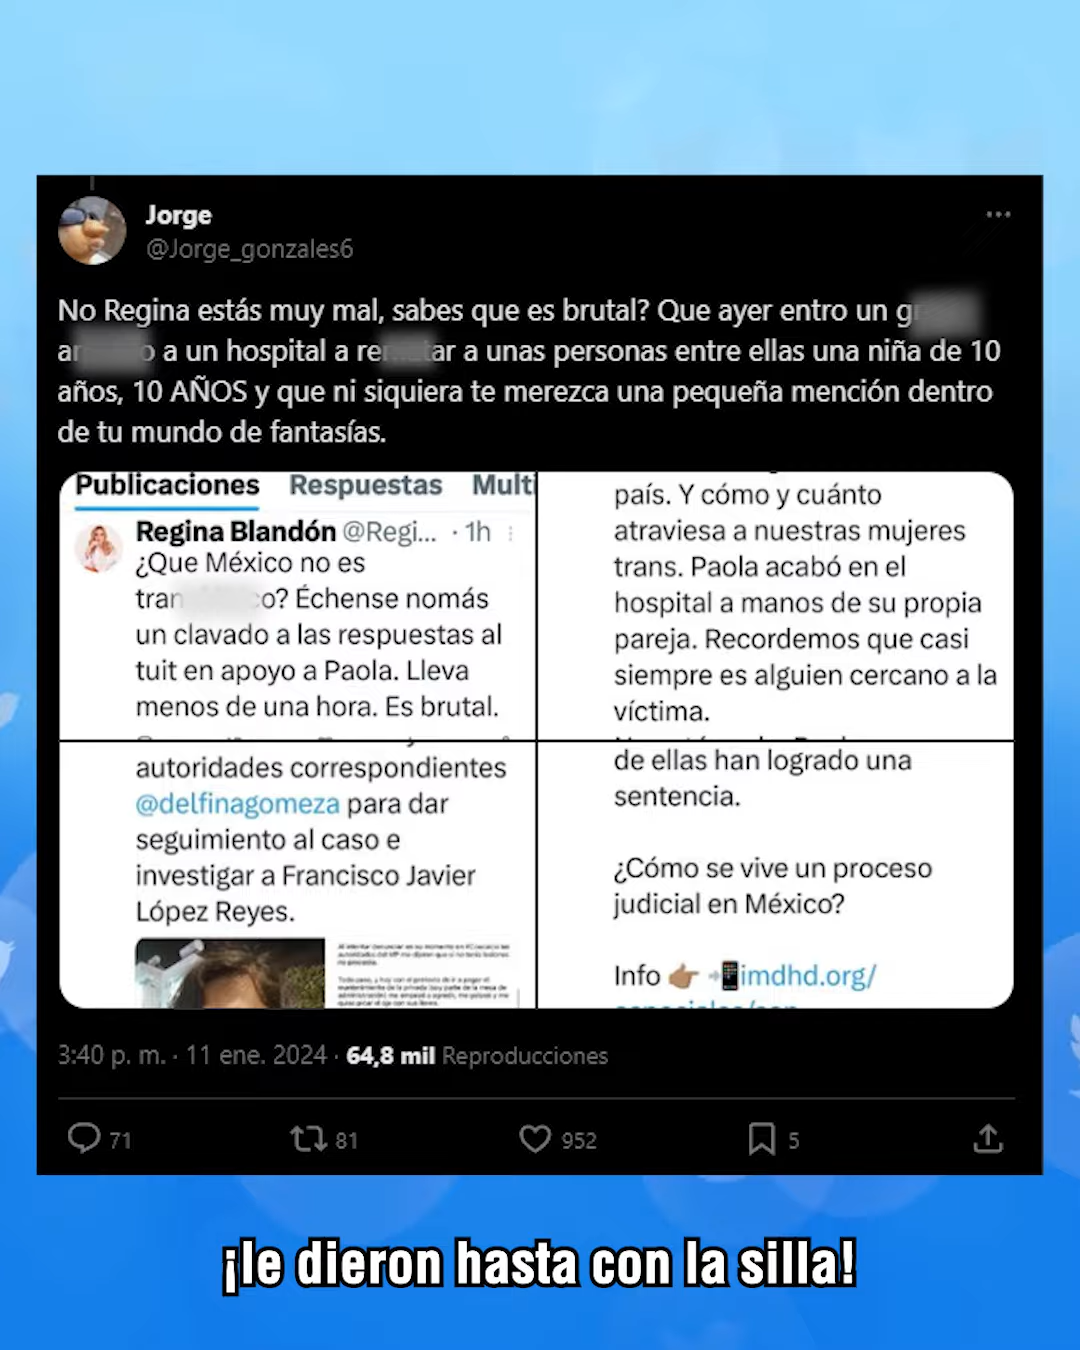 Jorge
@Jorge_gonzales6
No Regina estás muy mal, sabes que es brutal? Que ayer entro un
a un hospital a a unas personas entre ellas una niña de 10
años, 10 AÑOS y que ni siquiera te merezca una pequeña mención dentro
de tu mundo de fantasías.
Publicaciones Respuestas Multi
Regina Blandón @Regi... · 1h
¿Que México no es
Échense nomás
un clavado a las respuestas al
tuit en apoyo a Paola. Lleva
menos de una hora. Es brutal.
país. Y cómo y cuánto
atraviesa a nuestras mujeres
trans. Paola acabó en el
hospital a manos de su propia
pareja. Recordemos que casi
siempre es alguien cercano a la
víctima.
autoridades correspondientes
@delfinagomeza para dar
seguimiento al caso e
investigar a Francisco Javier
López Reyes.
de ellas han logrado una
sentencia.
¿Cómo se vive un proceso
judicial en México?
Info 👉🏽 📲imdhd.org/
3:40 p. m. · 11 ene. 2024 · 64,8 mil Reproducciones
71 81 952 5
¡le dieron hasta con la silla!